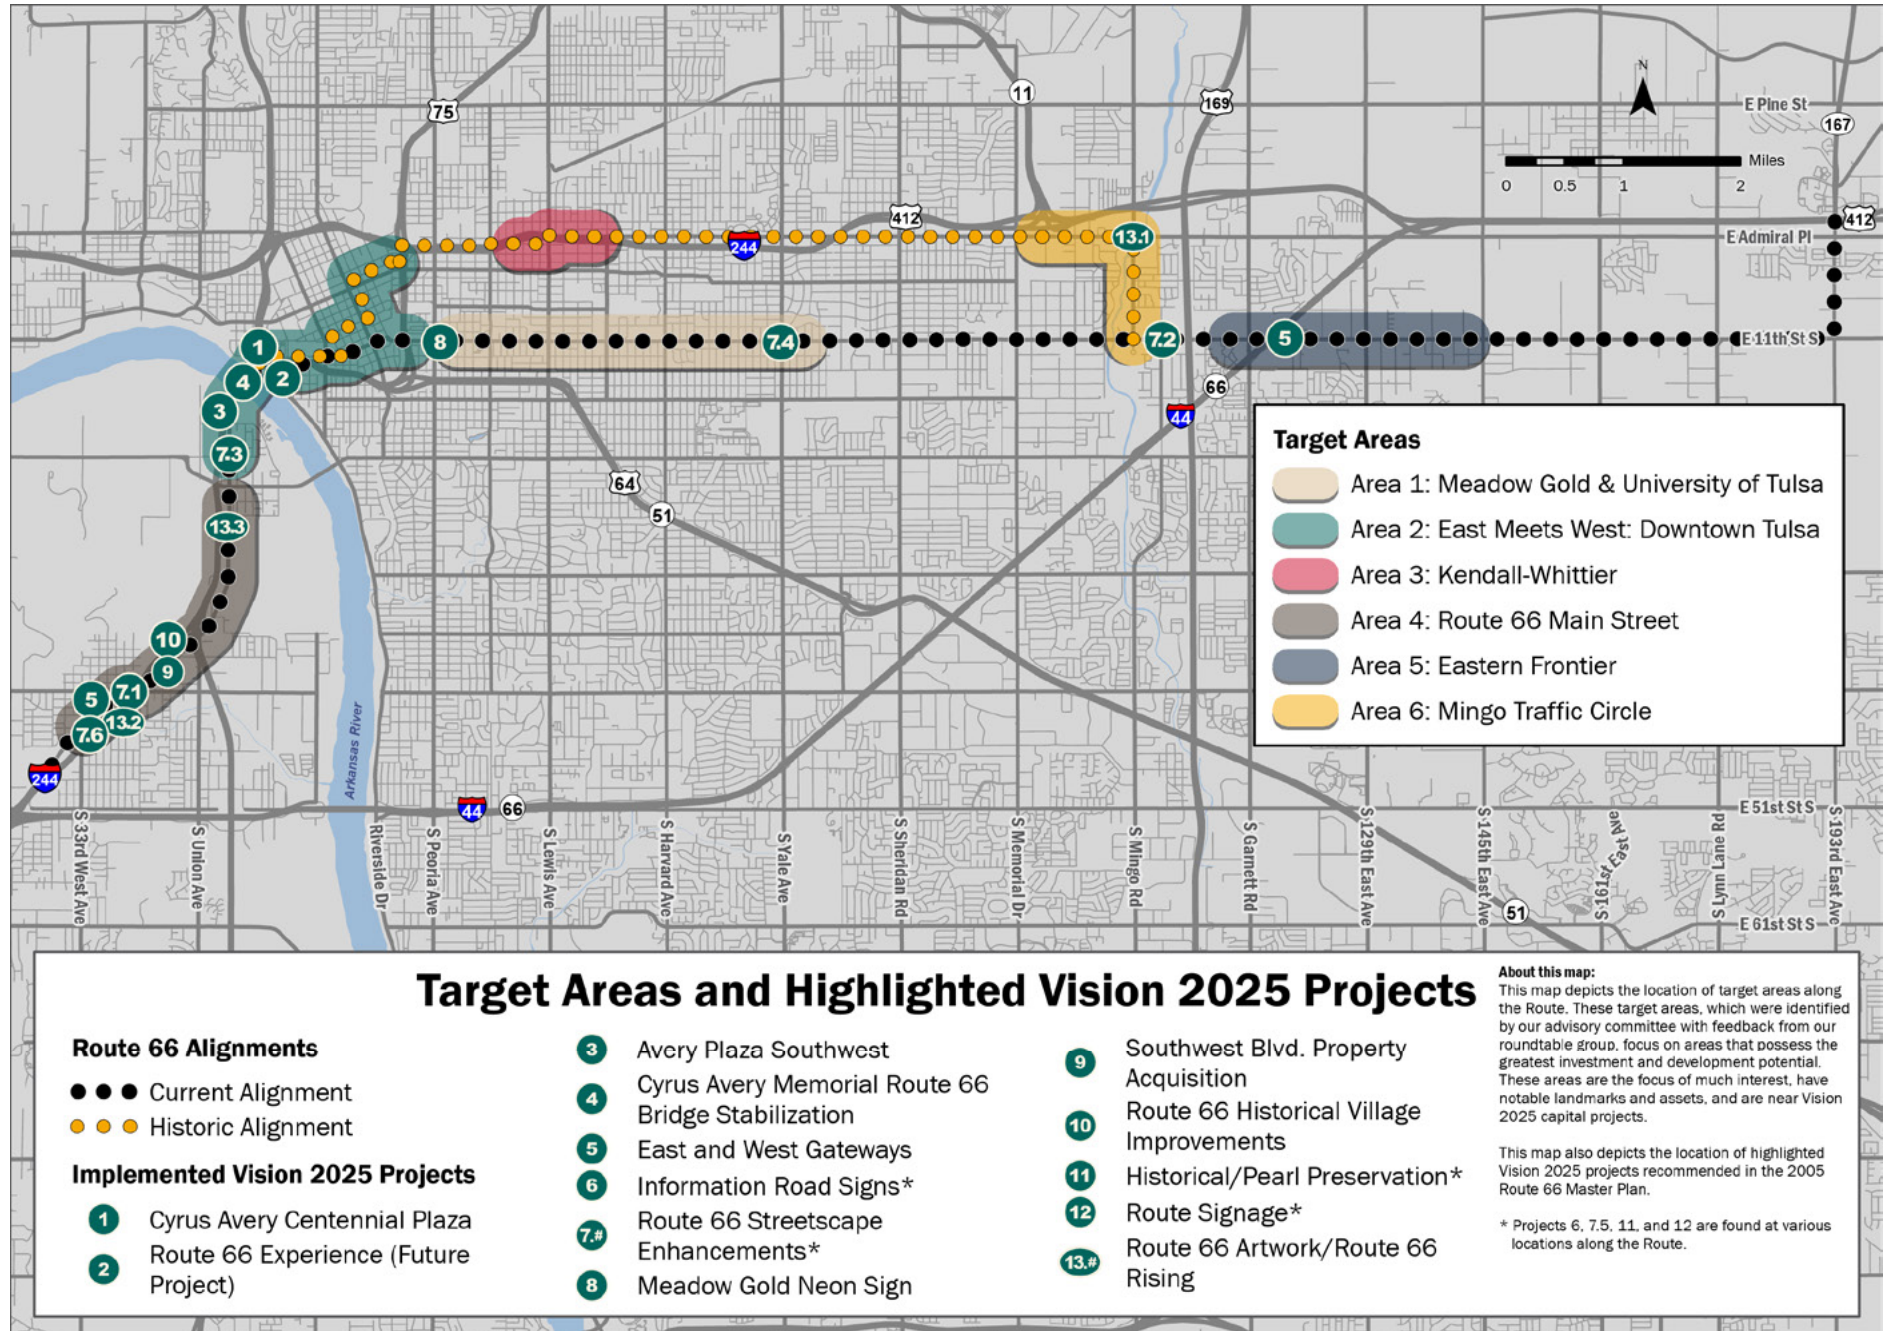 75
11
169
N
E Pine St
167
Miles
0 0.5 1 2
412
412
E Admiral Pl
244
13.1
1
8
7.4
7.2
5
E 11th St S
4
2
3
66
44
7.3
64
51
13.3
10
9
7.1
5
13.2
7.6
244
Arkansas River
44
66
51
E 51st St S
E 61st St S
S 33rd West Ave
S Union Ave
Riverside Dr
S Peoria Ave
S Lewis Ave
S Harvard Ave
S Yale Ave
S Sheridan Rd
S Memorial Dr
S Mingo Rd
S Garnett Rd
S 129th East Ave
S 145th East Ave
S 161st East Ave
S Lynn Lane Rd
S 193rd East Ave
Target Areas
Area 1: Meadow Gold & University of Tulsa
Area 2: East Meets West: Downtown Tulsa
Area 3: Kendall-Whittier
Area 4: Route 66 Main Street
Area 5: Eastern Frontier
Area 6: Mingo Traffic Circle
Target Areas and Highlighted Vision 2025 Projects
Route 66 Alignments
Current Alignment
Historic Alignment
Implemented Vision 2025 Projects
1 Cyrus Avery Centennial Plaza
2 Route 66 Experience (Future
Project)
3 Avery Plaza Southwest
4 Cyrus Avery Memorial Route 66
Bridge Stabilization
5 East and West Gateways
6 Information Road Signs*
7.# Route 66 Streetscape
Enhancements*
8 Meadow Gold Neon Sign
9 Southwest Blvd. Property
Acquisition
10 Route 66 Historical Village
Improvements
11 Historical/Pearl Preservation*
12 Route Signage*
13.# Route 66 Artwork/Route 66
Rising
About this map:
This map depicts the location of target areas along
the Route. These target areas, which were identified
by our advisory committee with feedback from our
roundtable group, focus on areas that possess the
greatest investment and development potential.
These areas are the focus of much interest, have
notable landmarks and assets, and are near Vision
2025 capital projects.
This map also depicts the location of highlighted
Vision 2025 projects recommended in the 2005
Route 66 Master Plan.
* Projects 6, 7.5, 11, and 12 are found at various
locations along the Route.